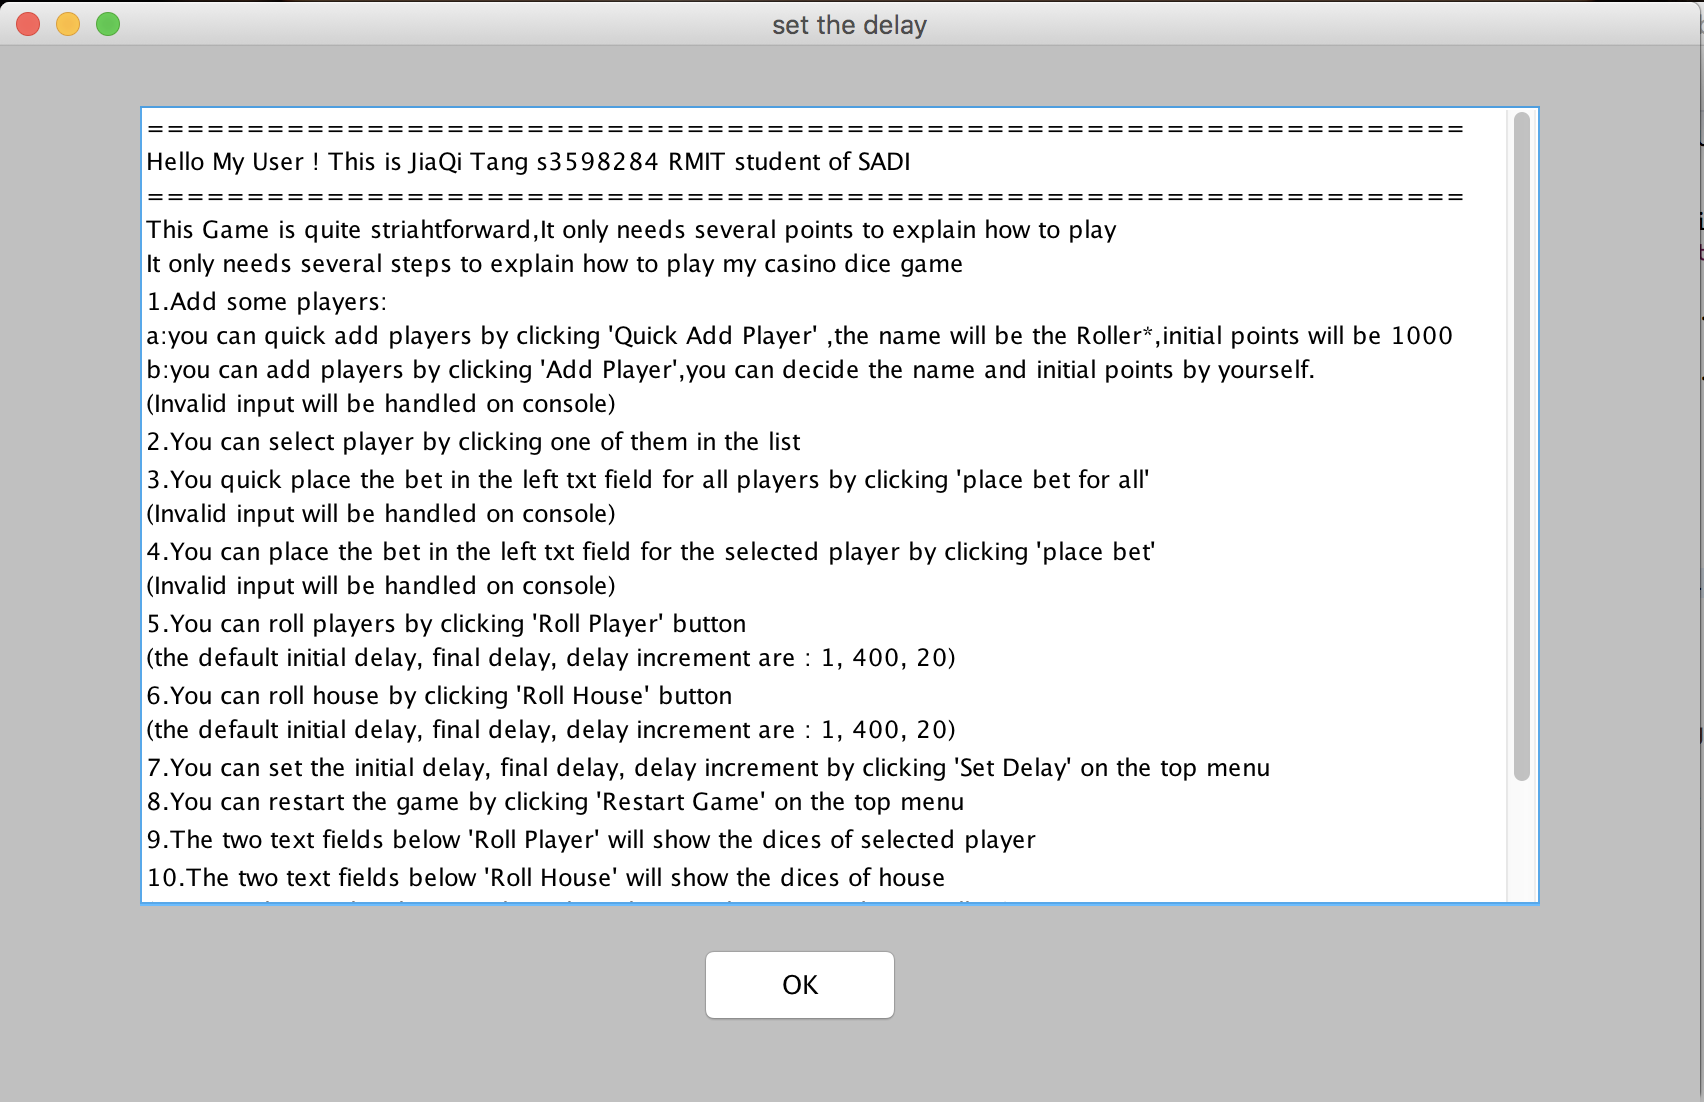 set the delay
==================================================================
Hello My User ! This is JiaQi Tang s3598284 RMIT student of SADI
==================================================================
This Game is quite striahtforward,It only needs several points to explain how to play
It only needs several steps to explain how to play my casino dice game
1.Add some players:
a:you can quick add players by clicking 'Quick Add Player' ,the name will be the Roller*,initial points will be 1000
b:you can add players by clicking 'Add Player',you can decide the name and initial points by yourself.
(Invalid input will be handled on console)
2.You can select player by clicking one of them in the list
3.You quick place the bet in the left txt field for all players by clicking 'place bet for all'
(Invalid input will be handled on console)
4.You can place the bet in the left txt field for the selected player by clicking 'place bet'
(Invalid input will be handled on console)
5.You can roll players by clicking 'Roll Player' button
(the default initial delay, final delay, delay increment are : 1, 400, 20)
6.You can roll house by clicking 'Roll House' button
(the default initial delay, final delay, delay increment are : 1, 400, 20)
7.You can set the initial delay, final delay, delay increment by clicking 'Set Delay' on the top menu
8.You can restart the game by clicking 'Restart Game' on the top menu
9.The two text fields below 'Roll Player' will show the dices of selected player
10.The two text fields below 'Roll House' will show the dices of house
OK